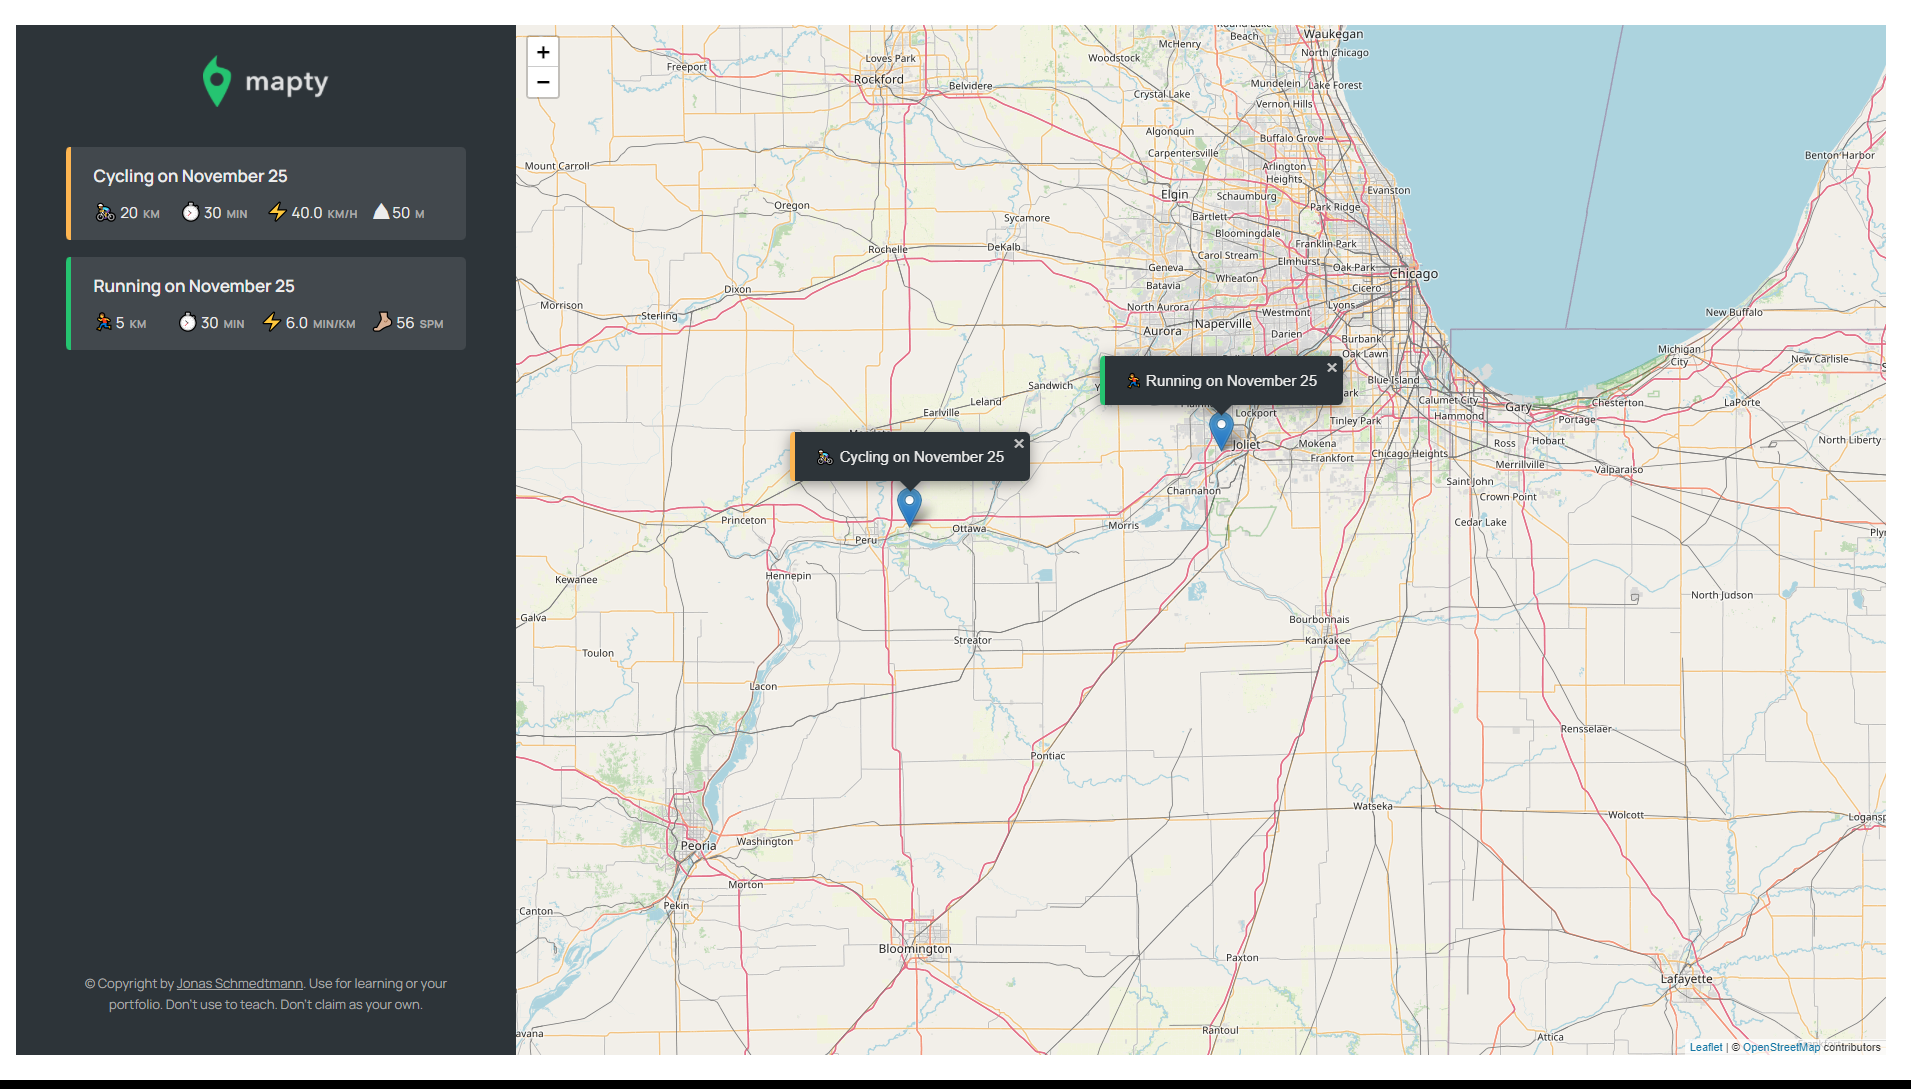 mapty
Cycling on November 25
20 KM 30 MIN 40.0 KM/H 50 M
Running on November 25
5 KM 30 MIN 6.0 MIN/KM 56 SPM
© Copyright by Jonas Schmedtmann. Use for learning or your
portfolio. Don't use to teach. Don't claim as your own.
+
−
Waukegan
Beach
McHenry
North Chicago
Loves Park
Woodstock
Freeport
Rockford
Belvidere
Mundelein
Lake Forest
Crystal Lake
Vernon Hills
Algonquin
Buffalo Grove
Carpentersville
Benton Harbor
Mount Carroll
Arlington
Heights
Evanston
Elgin
Schaumburg
Oregon
Park Ridge
Sycamore
Bartlett
Bloomingdale
Rochelle
DeKalb
Franklin Park
Carol Stream
Elmhurst
Geneva
Oak Park
Chicago
Wheaton
Batavia
Cicero
Dixon
Morrison
North Aurora
Lyons
Sterling
Westmont
New Buffalo
Aurora
Naperville
Darien
Burbank
Michigan
City
Oak Lawn
New Carlisle
Running on November 25
×
Blue Island
Sandwich
Leland
Calumet City
Gary
Chesterton
LaPorte
Earlville
Lockport
Hammond
Portage
Tinley Park
Joliet
Mokena
Ross
Hobart
North Liberty
Cycling on November 25
×
Frankfort
Chicago Heights
Merrillville
Valparaiso
Channahon
Saint John
Crown Point
Princeton
Ottawa
Morris
Cedar Lake
Peru
Hennepin
Kewanee
North Judson
Galva
Bourbonnais
Streator
Kankakee
Toulon
Lacon
Rensselaer
Pontiac
Watseka
Wolcott
Peoria
Washington
Morton
Pekin
Canton
Bloomington
Paxton
Lafayette
Rantoul
Attica
Leaflet | © OpenStreetMap contributors